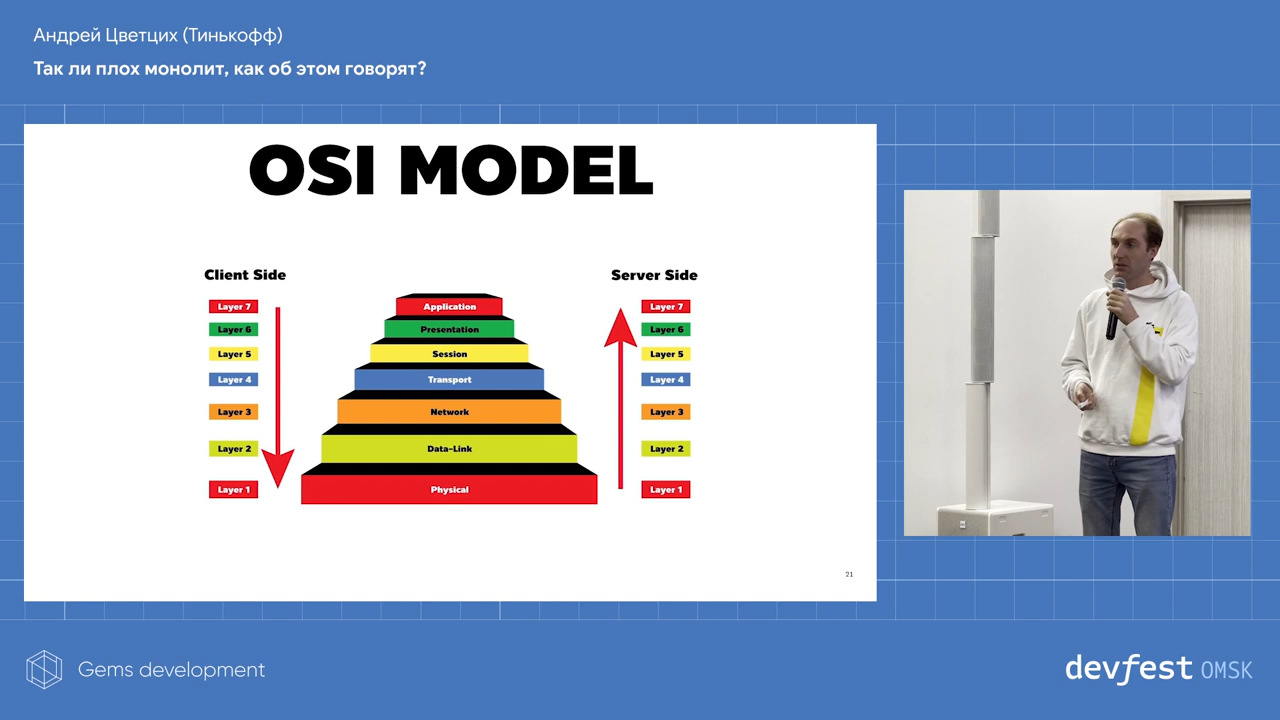 Андрей Цветцих (Тинькофф)
Так ли плох монолит, как об этом говорят?
OSI MODEL
Client Side
Server Side
Layer 7
Application
Layer 7
Layer 6
Presentation
Layer 6
Layer 5
Session
Layer 5
Layer 4
Transport
Layer 4
Layer 3
Network
Layer 3
Layer 2
Data-Link
Layer 2
Layer 1
Physical
Layer 1
21
Gems development
devfest OMSK